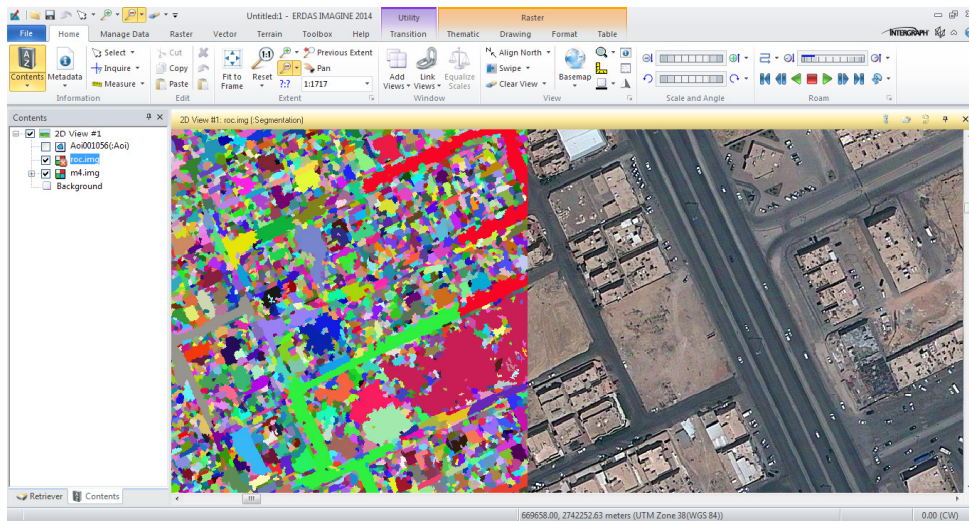 Untitled:1 - ERDAS IMAGINE 2014
Utility
Raster
File
Home
Manage Data
Raster
Vector
Terrain
Toolbox
Help
Transition
Thematic
Drawing
Format
Table
INTERGRAPH
Contents
Metadata
Select
Inquire
Measure
Information
Cut
Copy
Paste
Edit
Fit to
Frame
Reset
Previous Extent
Pan
1:1717
Extent
Add
Views
Link
Views
Equalize
Scales
Window
Align North
Swipe
Clear View
Basemap
View
Scale and Angle
Roam
Contents
2D View #1
Aoi001056(:Aoi)
roc.img
m4.img
Background
2D View #1: roc.img (:Segmentation)
Retriever
Contents
669658.00, 2742252.63 meters (UTM Zone 38(WGS 84))
0.00 (CW)